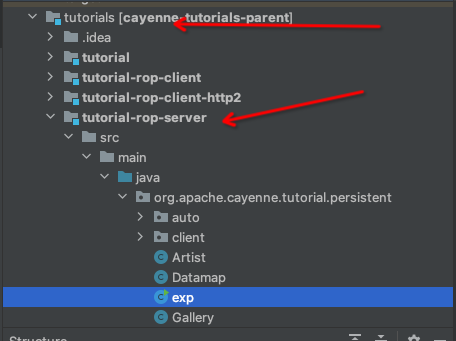 tutorials [cayenne-tutorials-parent]
.idea
tutorial
tutorial-rop-client
tutorial-rop-client-http2
tutorial-rop-server
src
main
java
org.apache.cayenne.tutorial.persistent
auto
client
Artist
Datamap
exp
Gallery
Structure